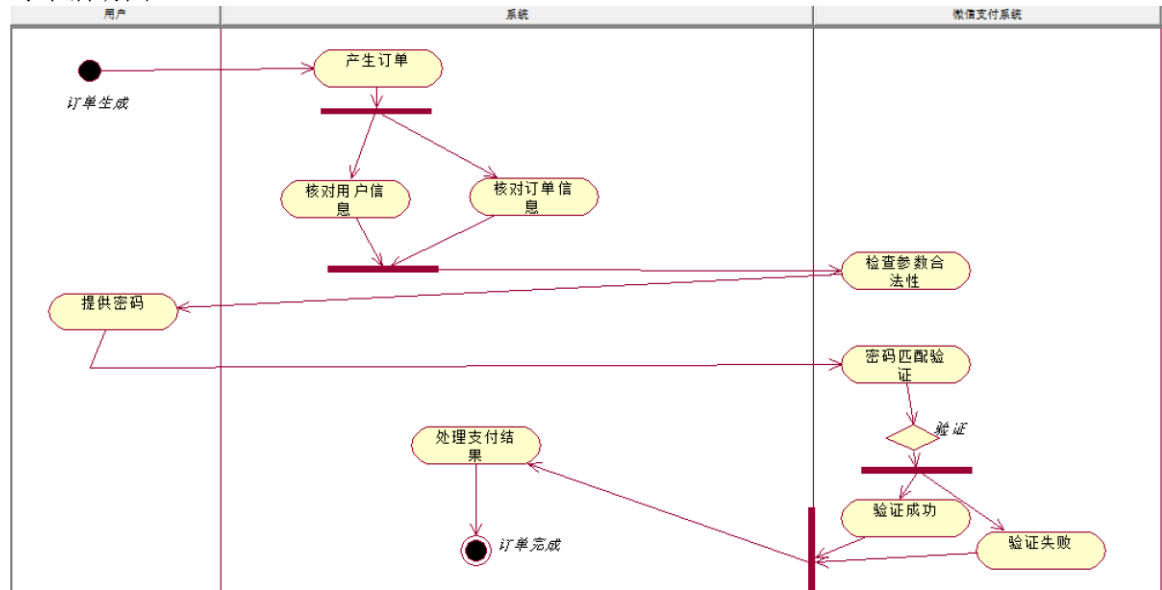 用户
系统
微信支付系统
产生订单
订单生成
核对用户信
息
核对订单信
息
检查参数合
法性
提供密码
密码匹配验
证
验证
处理支付结
果
验证成功
验证失败
订单完成